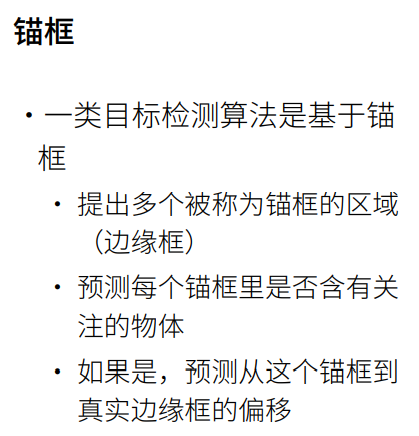 锚框
• 一类目标检测算法是基于锚
框
• 提出多个被称为锚框的区域
（边缘框）
• 预测每个锚框里是否含有关
注的物体
• 如果是，预测从这个锚框到
真实边缘框的偏移